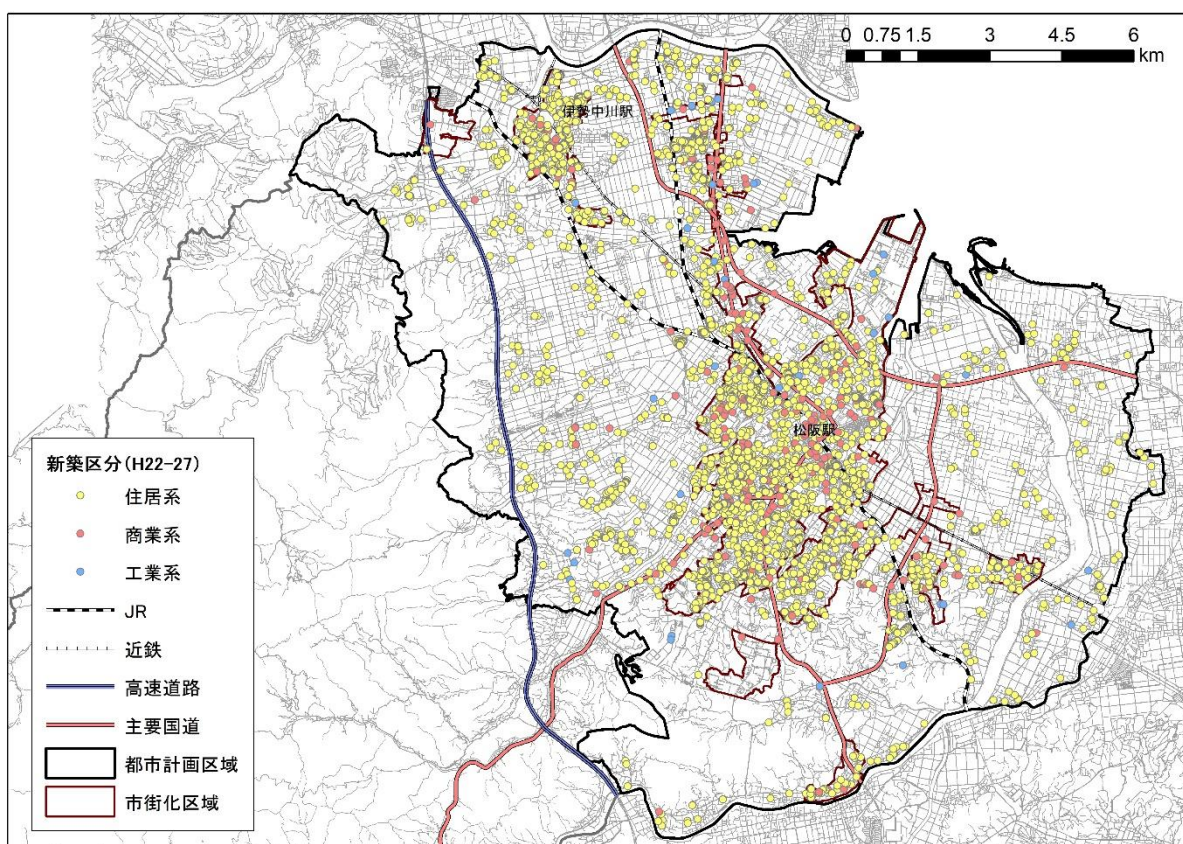 0 0.75 1.5 3 4.5 6
km
伊勢中川駅
松阪駅
新築区分(H22-27)
住居系
商業系
工業系
JR
近鉄
高速道路
主要国道
都市計画区域
市街化区域